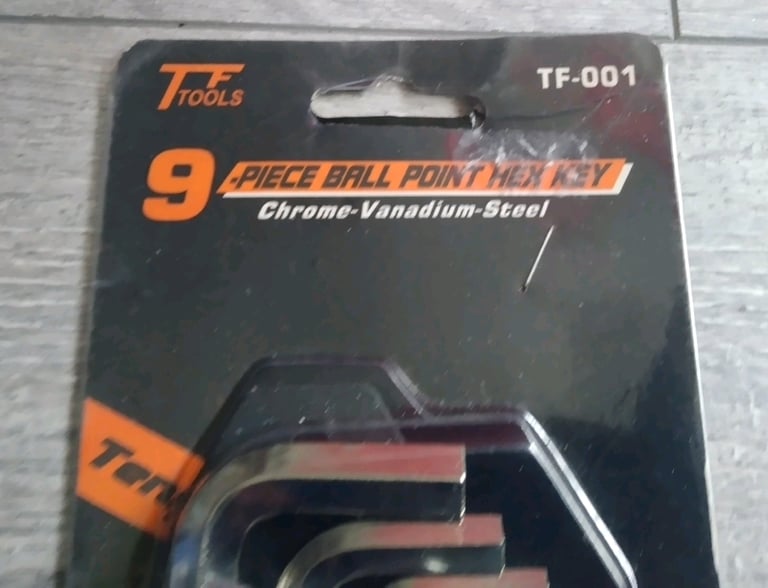 TF TOOLS
TF-001
9-PIECE BALL POINT HEX KEY
Chrome-Vanadium-Steel